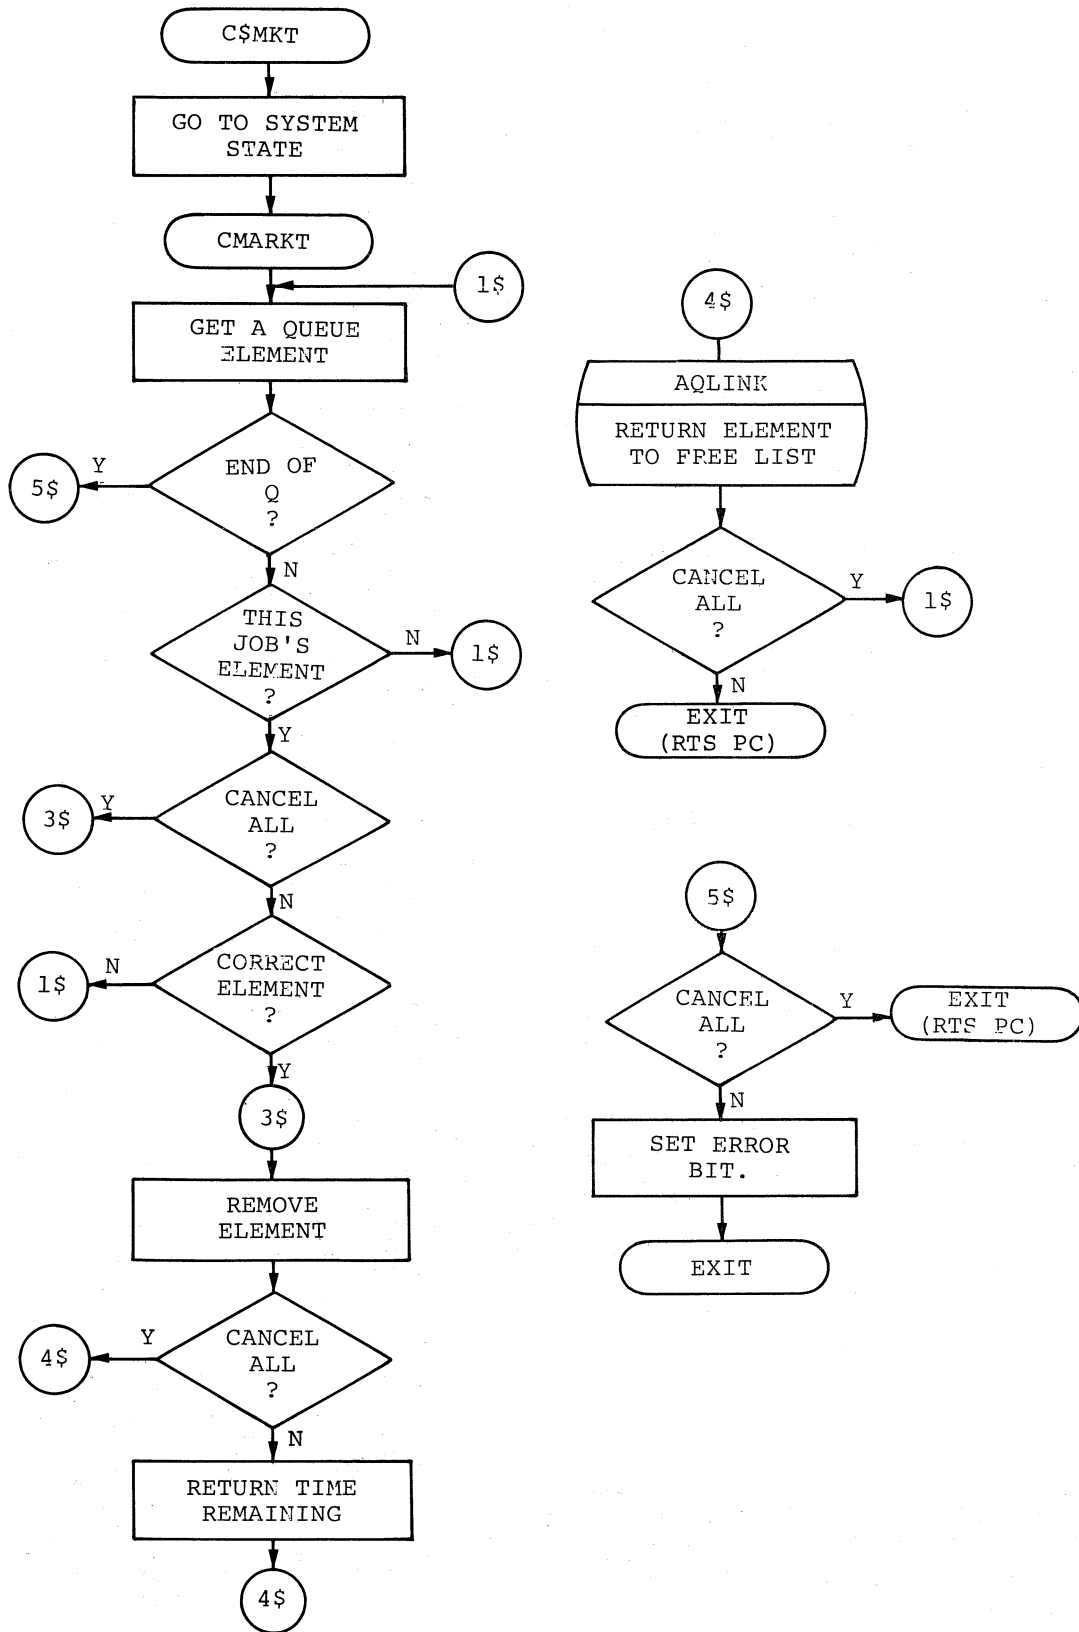 C$MKT
GO TO SYSTEM
STATE
CMARKT
1$
GET A QUEUE
ELEMENT
END OF
Q
?
Y
5$
N
THIS
JOB'S
ELEMENT
?
N
1$
Y
CANCEL
ALL
?
Y
3$
N
CORRECT
ELEMENT
?
N
1$
Y
3$
REMOVE
ELEMENT
CANCEL
ALL
?
Y
4$
N
RETURN TIME
REMAINING
4$
4$
AQLINK
RETURN ELEMENT
TO FREE LIST
CANCEL
ALL
?
Y
1$
N
EXIT
(RTS PC)
5$
CANCEL
ALL
?
Y
EXIT
(RTS PC)
N
SET ERROR
BIT.
EXIT